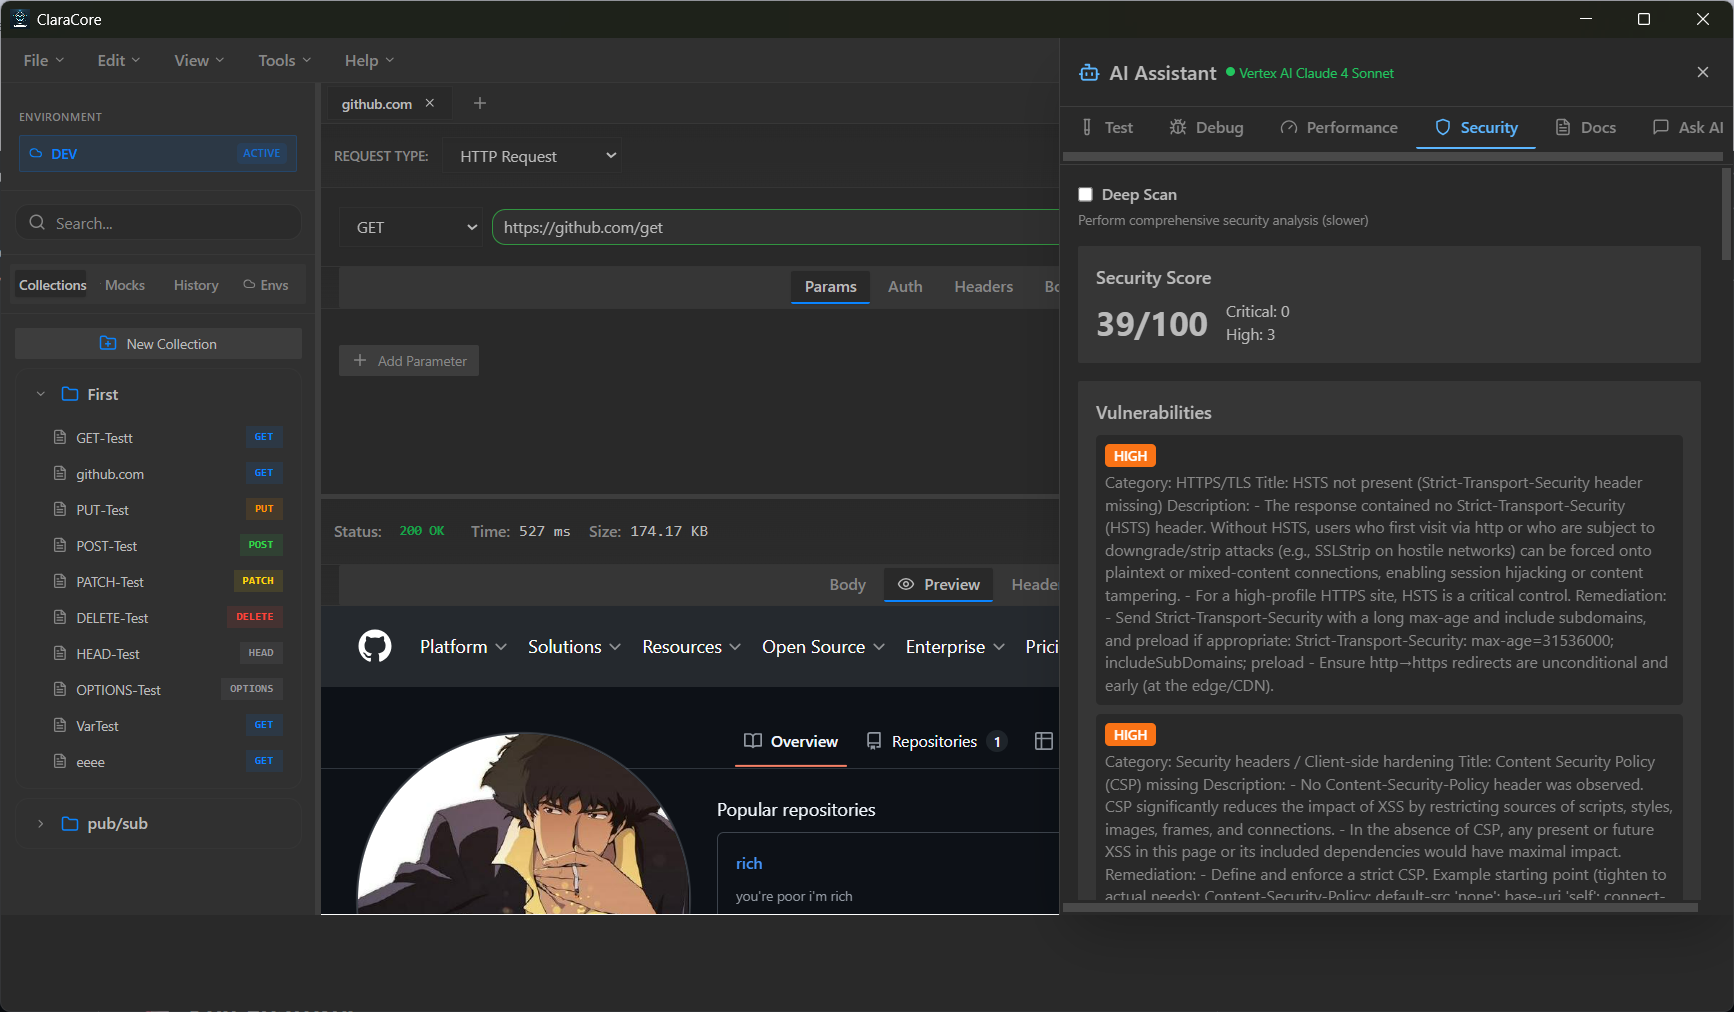 ClaraCore
File
Edit
View
Tools
Help
ENVIRONMENT
DEV
ACTIVE
Search...
Collections
Mocks
History
Envs
New Collection
First
GET-Testt
GET
github.com
GET
PUT-Test
PUT
POST-Test
POST
PATCH-Test
PATCH
DELETE-Test
DELETE
HEAD-Test
HEAD
OPTIONS-Test
OPTIONS
VarTest
GET
eeee
GET
pub/sub
github.com
REQUEST TYPE:
HTTP Request
GET
https://github.com/get
Params
Auth
Headers
Bo
Add Parameter
Status: 200 OK
Time: 527 ms
Size: 174.17 KB
Body
Preview
Heade
Platform
Solutions
Resources
Open Source
Enterprise
Prici
Overview
Repositories 1
Popular repositories
rich
you're poor i'm rich
AI Assistant
Vertex AI Claude 4 Sonnet
Test
Debug
Performance
Security
Docs
Ask AI
Deep Scan
Perform comprehensive security analysis (slower)
Security Score
39/100
Critical: 0
High: 3
Vulnerabilities
HIGH
Category: HTTPS/TLS Title: HSTS not present (Strict-Transport-Security header
missing) Description: - The response contained no Strict-Transport-Security
(HSTS) header. Without HSTS, users who first visit via http or who are subject to
downgrade/strip attacks (e.g., SSLStrip on hostile networks) can be forced onto
plaintext or mixed-content connections, enabling session hijacking or content
tampering. - For a high-profile HTTPS site, HSTS is a critical control. Remediation:
- Send Strict-Transport-Security with a long max-age and include subdomains,
and preload if appropriate: Strict-Transport-Security: max-age=31536000;
includeSubDomains; preload - Ensure http→https redirects are unconditional and
early (at the edge/CDN).
HIGH
Category: Security headers / Client-side hardening Title: Content Security Policy
(CSP) missing Description: - No Content-Security-Policy header was observed.
CSP significantly reduces the impact of XSS by restricting sources of scripts, styles,
images, frames, and connections. - In the absence of CSP, any present or future
XSS in this page or its included dependencies would have maximal impact.
Remediation: - Define and enforce a strict CSP. Example starting point (tighten to
actual needs): Content-Security-Policy: default-src 'none'; base-uri 'self'; connect-